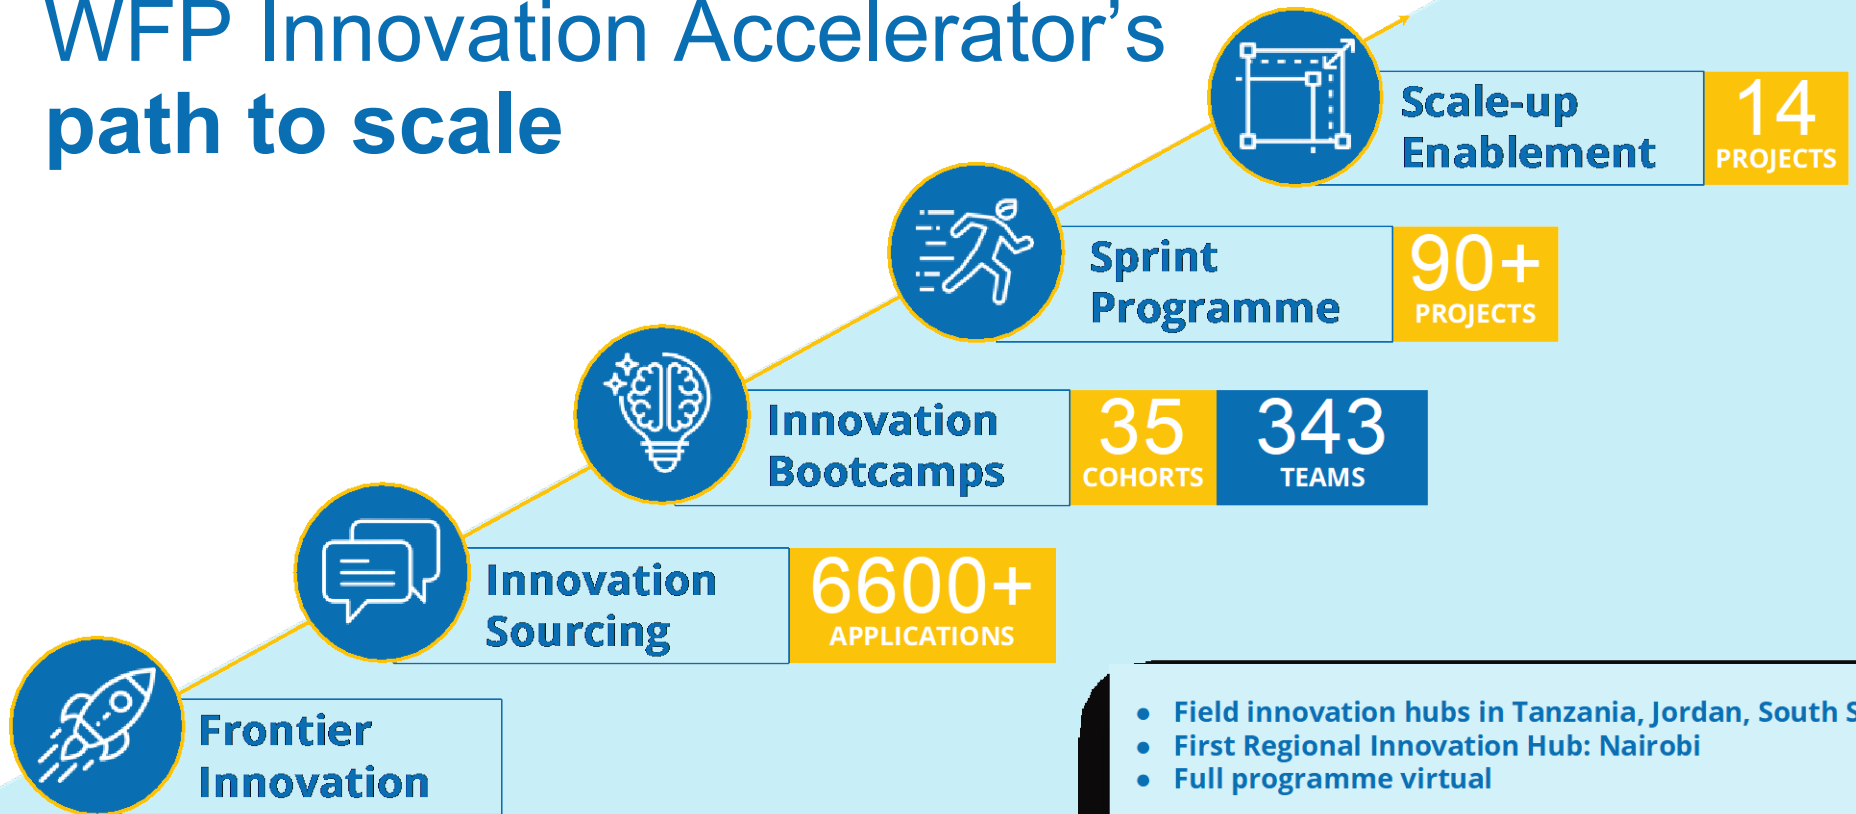 WFP Innovation Accelerator's
path to scale
Scale-up
Enablement
14
PROJECTS
Sprint
Programme
90+
PROJECTS
Innovation
Bootcamps
35
COHORTS
343
TEAMS
Innovation
Sourcing
6600+
APPLICATIONS
Frontier
Innovation
● Field innovation hubs in Tanzania, Jordan, South
● First Regional Innovation Hub: Nairobi
● Full programme virtual